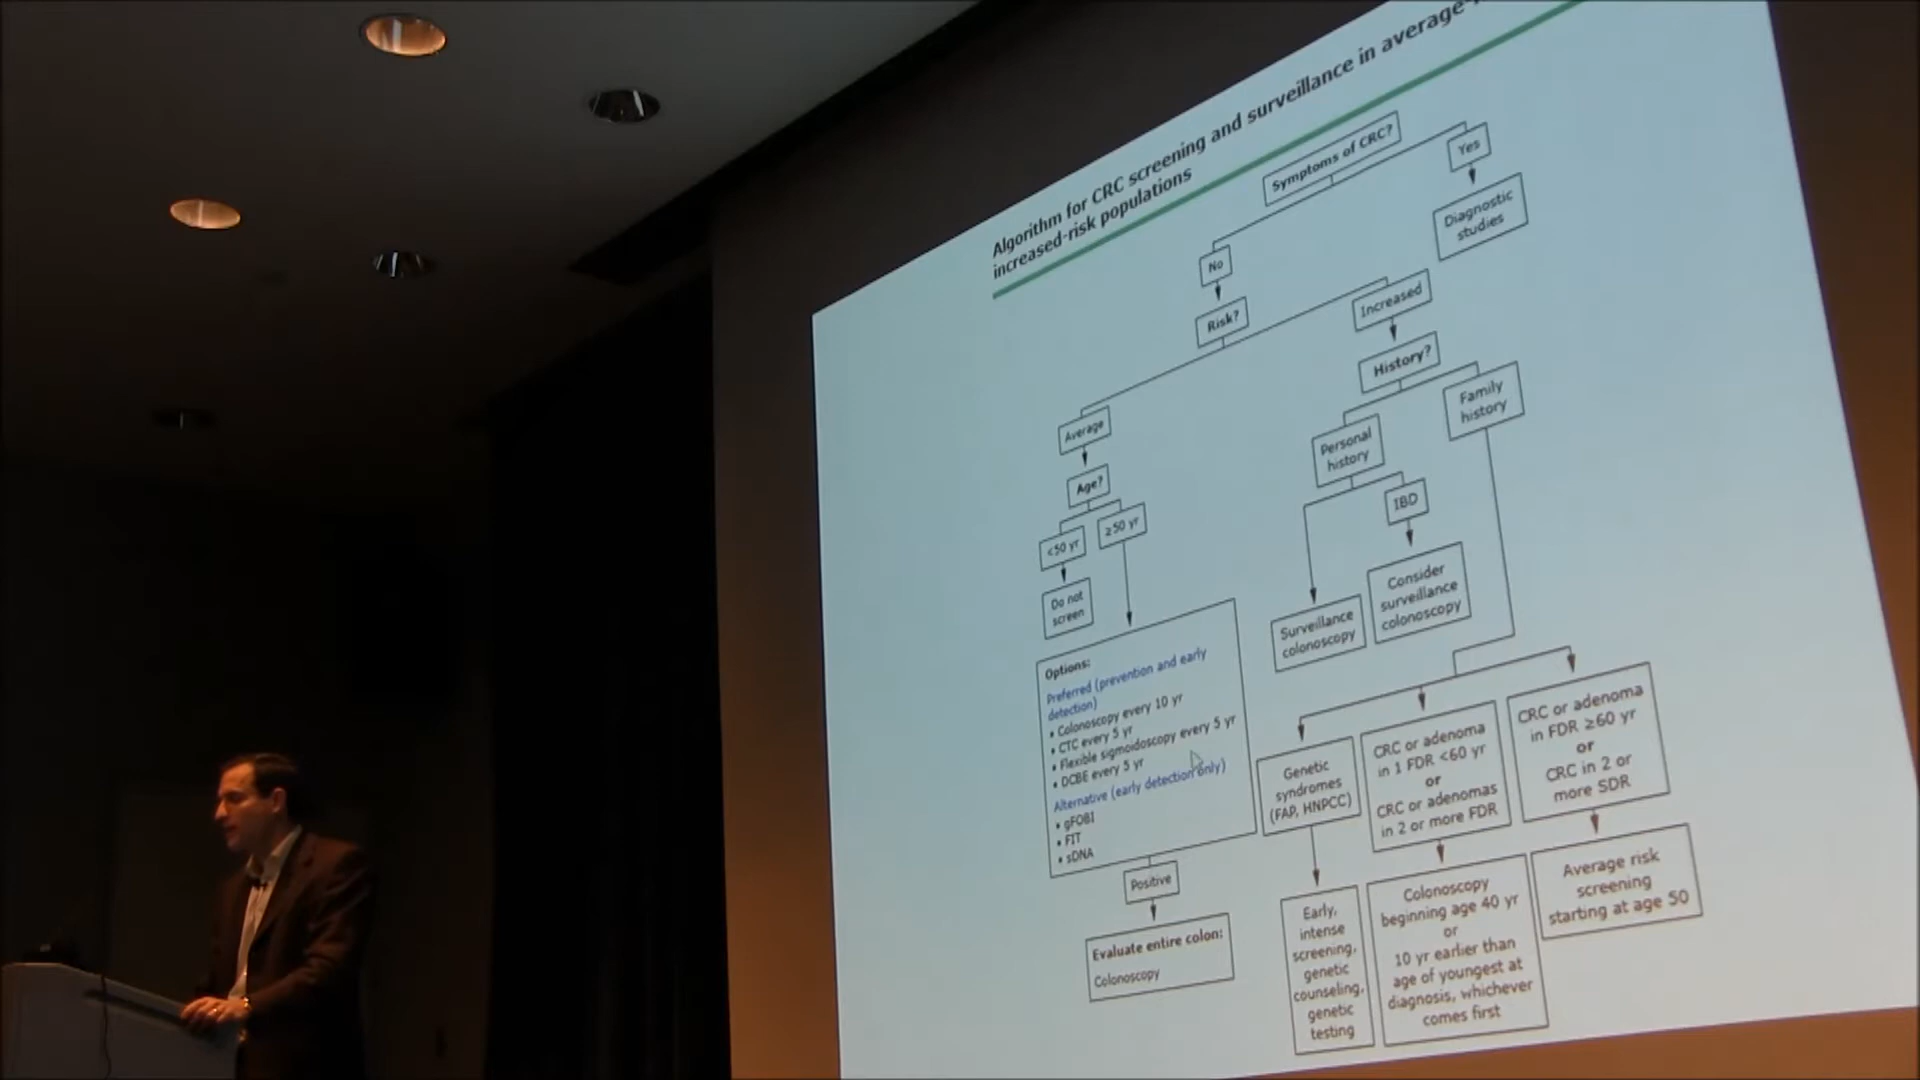 Algorithm for CRC screening and surveillance in average-
increased-risk populations
Symptoms of CRC?
Yes
Diagnostic
studies
No
Risk?
Increased
History?
Family
history
Personal
history
IBD
Consider
surveillance
colonoscopy
Surveillance
colonoscopy
Average
Age?
<50 yr
≥50 yr
Do not
screen
Options:
Preferred (prevention and early
detection)
• Colonoscopy every 10 yr
• CTC every 5 yr
• Flexible sigmoidoscopy every 5 yr
• DCBE every 5 yr
Alternative (early detection only)
• gFOBT
• FIT
• sDNA
Positive
Evaluate entire colon:
Colonoscopy
Genetic
syndromes
(FAP, HNPCC)
Early,
intense
screening,
genetic
counseling,
genetic
testing
CRC or adenoma
in 1 FDR <60 yr
or
CRC or adenomas
in 2 or more FDR
Colonoscopy
beginning age 40 yr
or
10 yr earlier than
age of youngest at
diagnosis, whichever
comes first
CRC or adenoma
in FDR ≥60 yr
or
CRC in 2 or
more SDR
Average risk
screening
starting at age 50